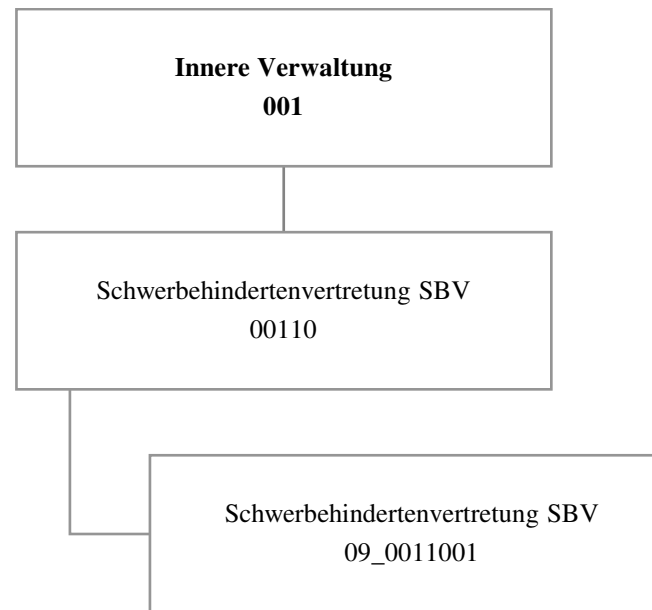 Innere Verwaltung
001
Schwerbehindertenvertretung SBV
00110
Schwerbehindertenvertretung SBV
09_0011001